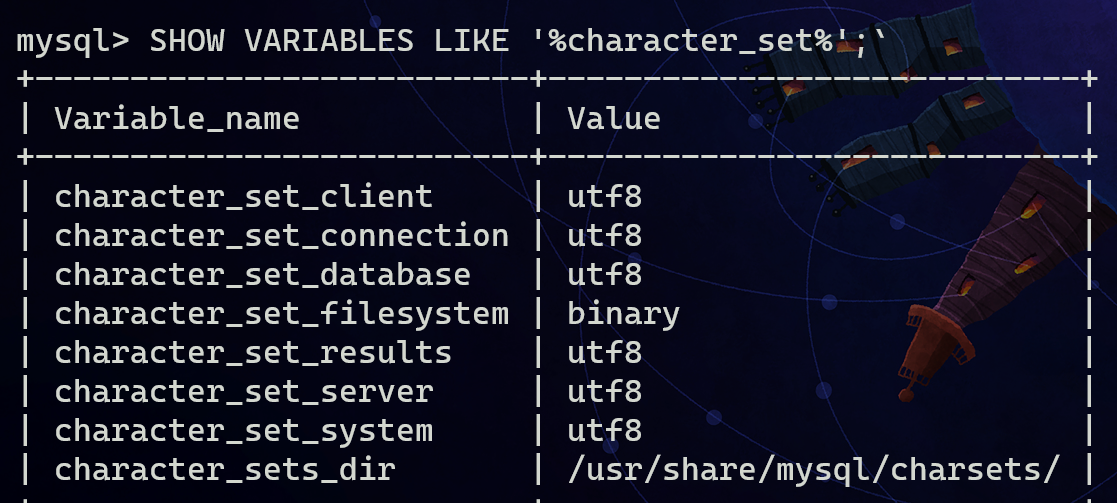 mysql> SHOW VARIABLES LIKE '%character_set%';`
+--------------------------+----------------------------+
| Variable_name            | Value                      |
+--------------------------+----------------------------+
| character_set_client     | utf8                       |
| character_set_connection | utf8                       |
| character_set_database   | utf8                       |
| character_set_filesystem | binary                     |
| character_set_results    | utf8                       |
| character_set_server     | utf8                       |
| character_set_system     | utf8                       |
| character_sets_dir       | /usr/share/mysql/charsets/ |